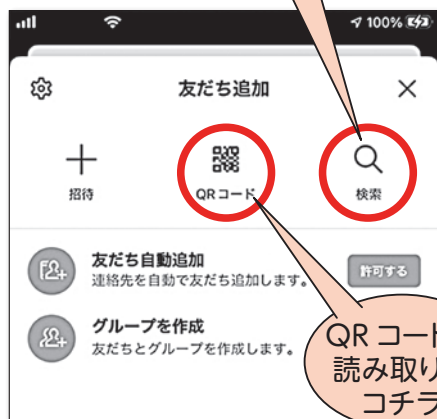 100%
友だち追加
招待
QRコード
検索
友だち自動追加
連絡先を自動で友だち追加します。
許可する
グループを作成
友だちとグループを作成します。
QRコード
読み取り
コチラ